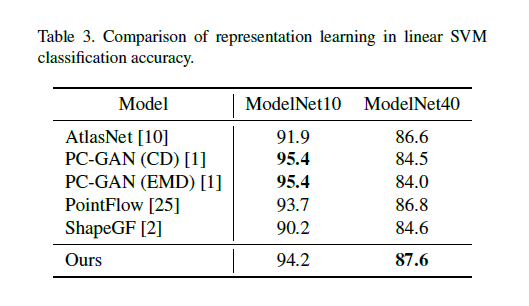 Table 3. Comparison of representation learning in linear SVM
classification accuracy.
Model ModelNet10 ModelNet40
AtlasNet [10] 91.9 86.6
PC-GAN (CD) [1] 95.4 84.5
PC-GAN (EMD) [1] 95.4 84.0
PointFlow [25] 93.7 86.8
ShapeGF [2] 90.2 84.6
Ours 94.2 87.6